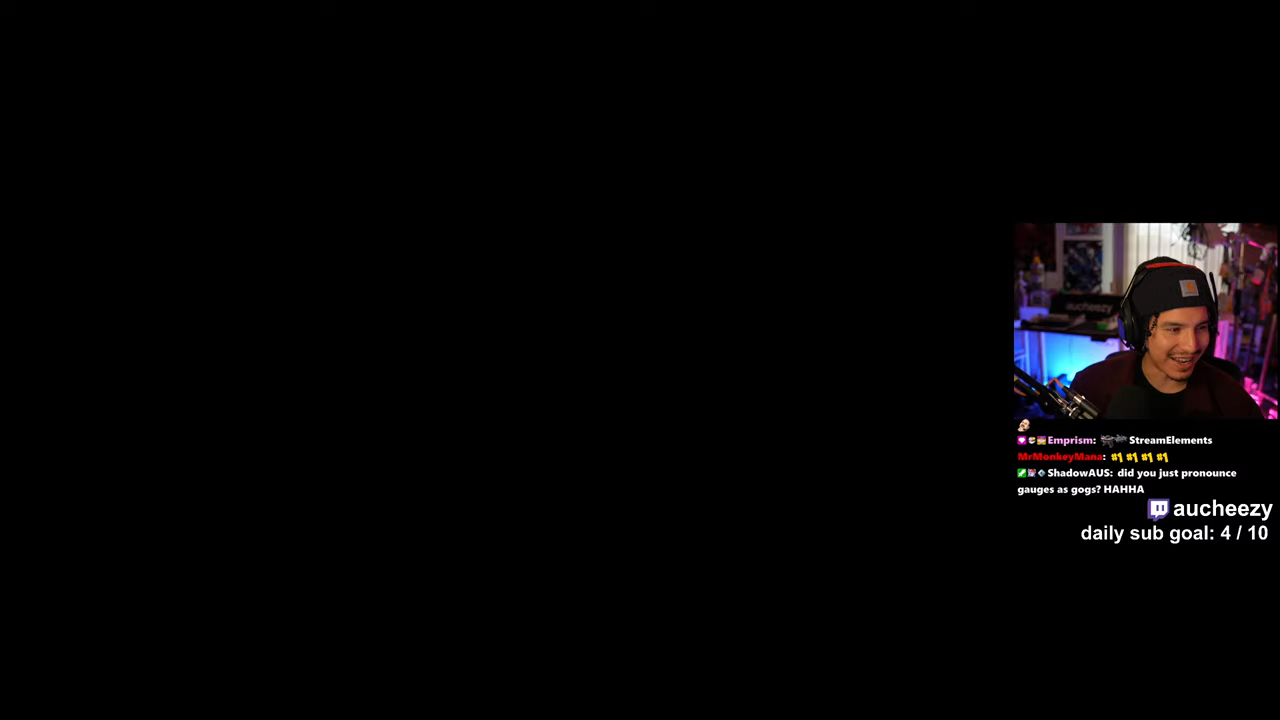 aucheezy
Emprism: StreamElements
MrMonkeyMana: #1 #1 #1 #1
ShadowAUS: did you just pronounce
gauges as gogs? HAHHA
aucheezy
daily sub goal: 4 / 10